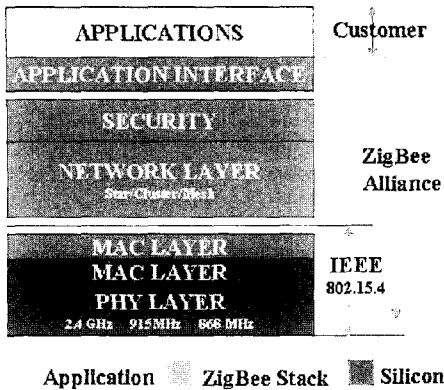 APPLICATIONS
Customer
APPLICATION INTERFACE
SECURITY
NETWORK LAYER
Star/Cluster/Mesh
ZigBee
Alliance
MAC LAYER
MAC LAYER
PHY LAYER
2.4 GHz 915MHz 868 MHz
IEEE
802.15.4
Application ZigBee Stack Silicon